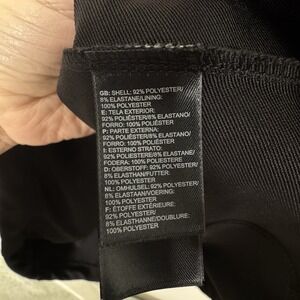 GB: SHELL: 92% POLYESTER/
8% ELASTANE/LINING:
100% POLYESTER
E: TELA EXTERIOR:
92% POLIÉSTER/8% ELASTANO/
FORRO: 100% POLIÉSTER
P: PARTE EXTERNA:
92% POLIÉSTER/8% ELASTANO/
FORRO: 100% POLIÉSTER
I: ESTERNO STRATO:
92% POLIESTERE/8% ELASTANO/
FODERA: 100% POLIESTERE
D: OBERSTOFF: 92% POLYESTER/
8% ELASTHAN/FUTTER:
100% POLYESTER
NL: OMHULSEL: 92% POLYESTER/
8% ELASTAAN/VOERING:
100% POLYESTER
F: ÉTOFFE EXTÉRIEURE:
92% POLYESTER/
8% ELASTHANNE/DOUBLURE:
100% POLYESTER